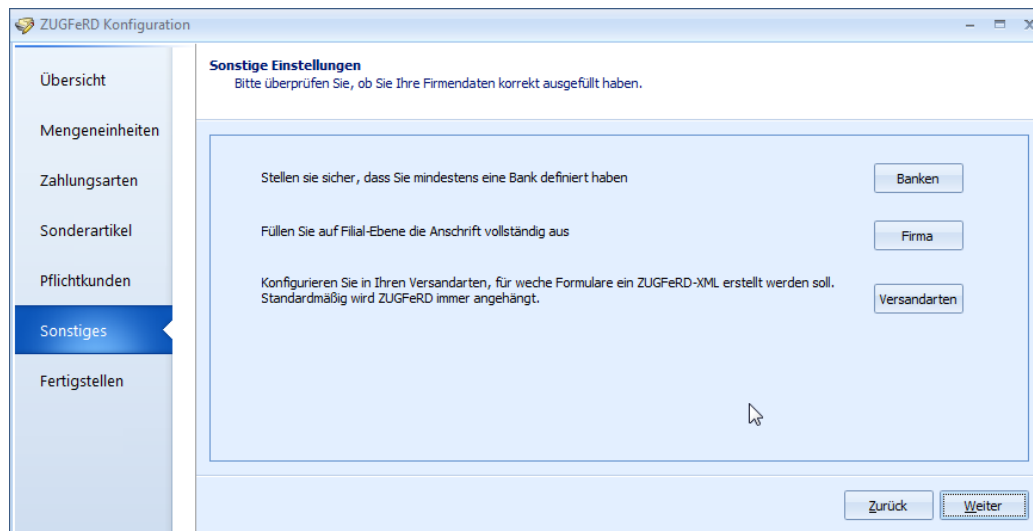 ZUGFeRD Konfiguration
Übersicht
Mengeneinheiten
Zahlungsarten
Sonderartikel
Pflichtkunden
Sonstiges
Fertigstellen
Sonstige Einstellungen
Bitte überprüfen Sie, ob Sie Ihre Firmendaten korrekt ausgefüllt haben.
Stellen sie sicher, dass Sie mindestens eine Bank definiert haben
Banken
Füllen Sie auf Filial-Ebene die Anschrift vollständig aus
Firma
Konfigurieren Sie in Ihren Versandarten, für weche Formulare ein ZUGFeRD-XML erstellt werden soll.
Standardmäßig wird ZUGFeRD immer angehängt.
Versandarten
Zurück
Weiter